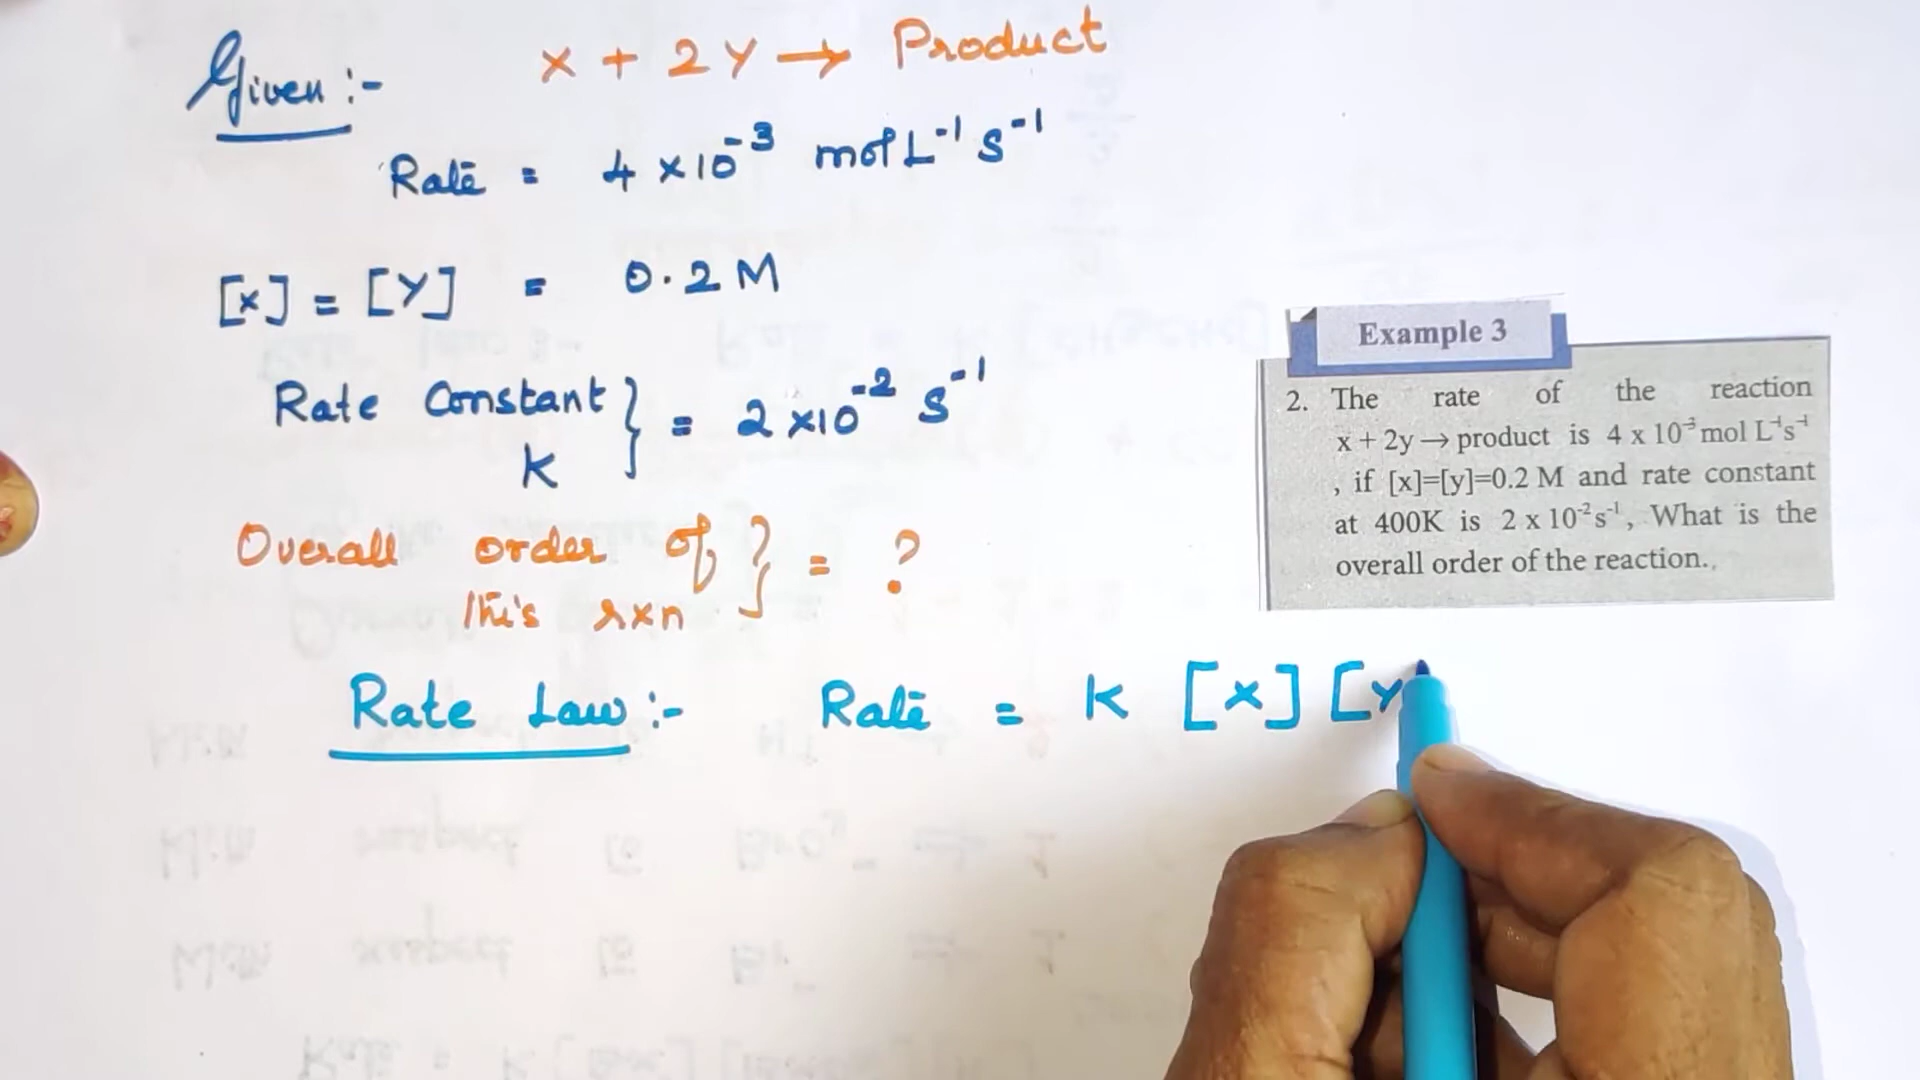 Given :-
x + 2y → Product
Rate = 4 × 10⁻³ mol L⁻¹ s⁻¹
[x] = [y] = 0.2 M
Rate Constant k } = 2 × 10⁻² s⁻¹
Overall order of this rxn } = ?
Example 3
2. The rate of the reaction
x + 2y → product is 4 x 10⁻³ mol L⁻¹s⁻¹
, if [x]=[y]=0.2 M and rate constant
at 400K is 2 x 10⁻²s⁻¹, What is the
overall order of the reaction.
Rate Law :- Rate = k [x] [y